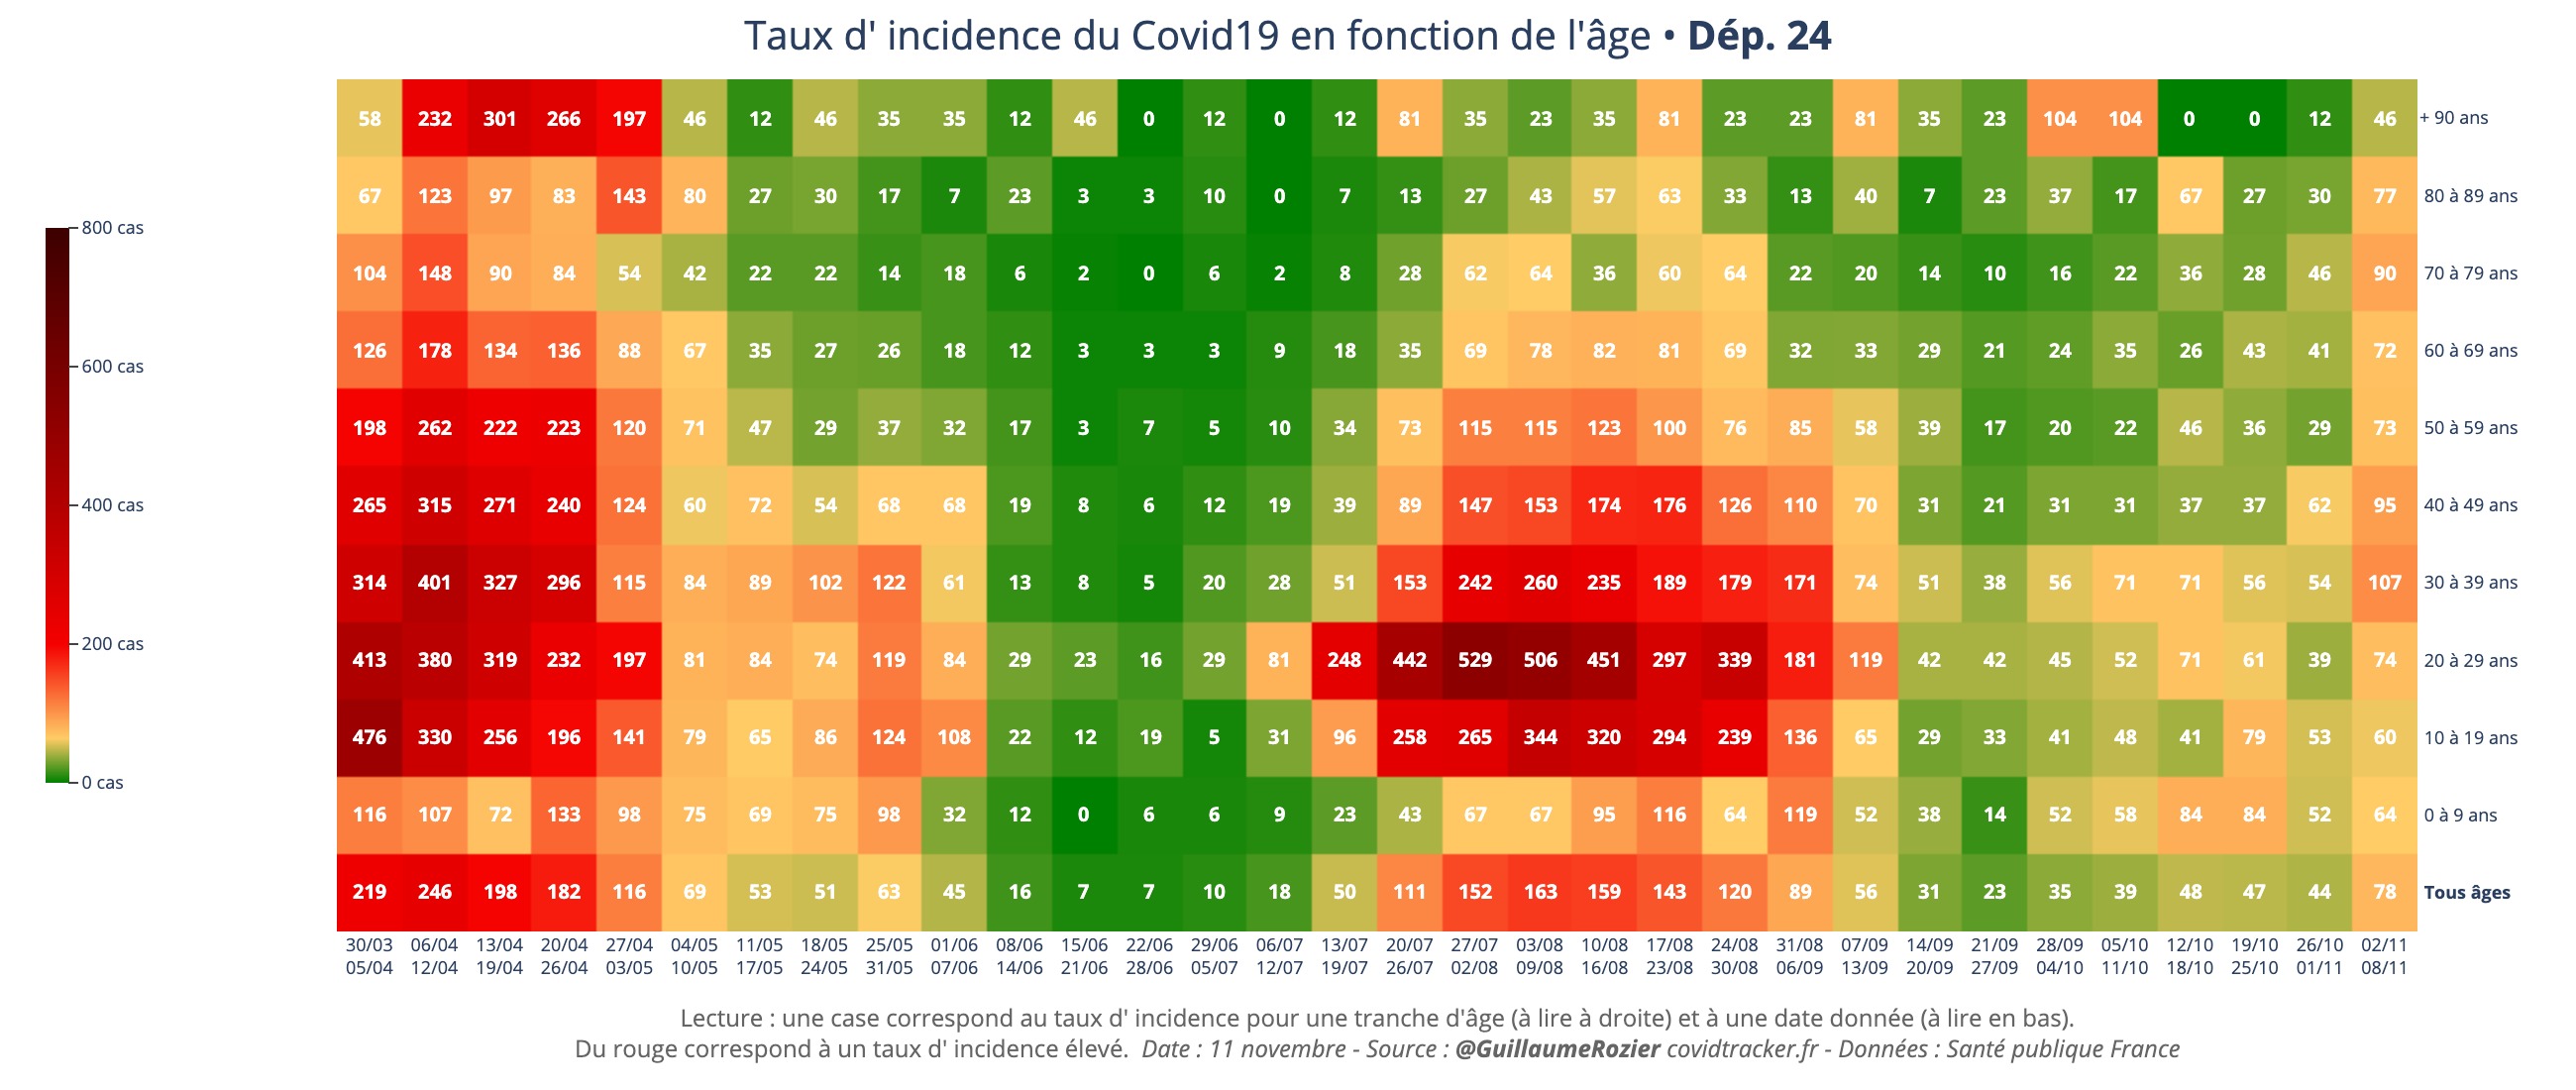 Taux d' incidence du Covid19 en fonction de l'âge • Dép. 24
58 232 301 266 197 46 12 46 35 35 12 46 0 12 0 12 81 35 23 35 81 23 23 81 35 23 104 104 0 0 12 46 + 90 ans
67 123 97 83 143 80 27 30 17 7 23 3 3 10 0 7 13 27 43 57 63 33 13 40 7 23 37 17 67 27 30 77 80 à 89 ans
800 cas
104 148 90 84 54 42 22 22 14 18 6 2 0 6 2 8 28 62 64 36 60 64 22 20 14 10 16 22 36 28 46 90 70 à 79 ans
126 178 134 136 88 67 35 27 26 18 12 3 3 3 9 18 35 69 78 82 81 69 32 33 29 21 24 35 26 43 41 72 60 à 69 ans
600 cas
198 262 222 223 120 71 47 29 37 32 17 3 7 5 10 34 73 115 115 123 100 76 85 58 39 17 20 22 46 36 29 73 50 à 59 ans
400 cas
265 315 271 240 124 60 72 54 68 68 19 8 6 12 19 39 89 147 153 174 176 126 110 70 31 21 31 31 37 37 62 95 40 à 49 ans
314 401 327 296 115 84 89 102 122 61 13 8 5 20 28 51 153 242 260 235 189 179 171 74 51 38 56 71 71 56 54 107 30 à 39 ans
200 cas
413 380 319 232 197 81 84 74 119 84 29 23 16 29 81 248 442 529 506 451 297 339 181 119 42 42 45 52 71 61 39 74 20 à 29 ans
476 330 256 196 141 79 65 86 124 108 22 12 19 5 31 96 258 265 344 320 294 239 136 65 29 33 41 48 41 79 53 60 10 à 19 ans
0 cas
116 107 72 133 98 75 69 75 98 32 12 0 6 6 9 23 43 67 67 95 116 64 119 52 38 14 52 58 84 84 52 64 0 à 9 ans
219 246 198 182 116 69 53 51 63 45 16 7 7 10 18 50 111 152 163 159 143 120 89 56 31 23 35 39 48 47 44 78 Tous âges
30/03 06/04 13/04 20/04 27/04 04/05 11/05 18/05 25/05 01/06 08/06 15/06 22/06 29/06 06/07 13/07 20/07 27/07 03/08 10/08 17/08 24/08 31/08 07/09 14/09 21/09 28/09 05/10 12/10 19/10 26/10 02/11
05/04 12/04 19/04 26/04 03/05 10/05 17/05 24/05 31/05 07/06 14/06 21/06 28/06 05/07 12/07 19/07 26/07 02/08 09/08 16/08 23/08 30/08 06/09 13/09 20/09 27/09 04/10 11/10 18/10 25/10 01/11 08/11
Lecture : une case correspond au taux d' incidence pour une tranche d'âge (à lire à droite) et à une date donnée (à lire en bas).
Du rouge correspond à un taux d' incidence élevé. Date : 11 novembre - Source : @GuillaumeRozier covidtracker.fr - Données : Santé publique France